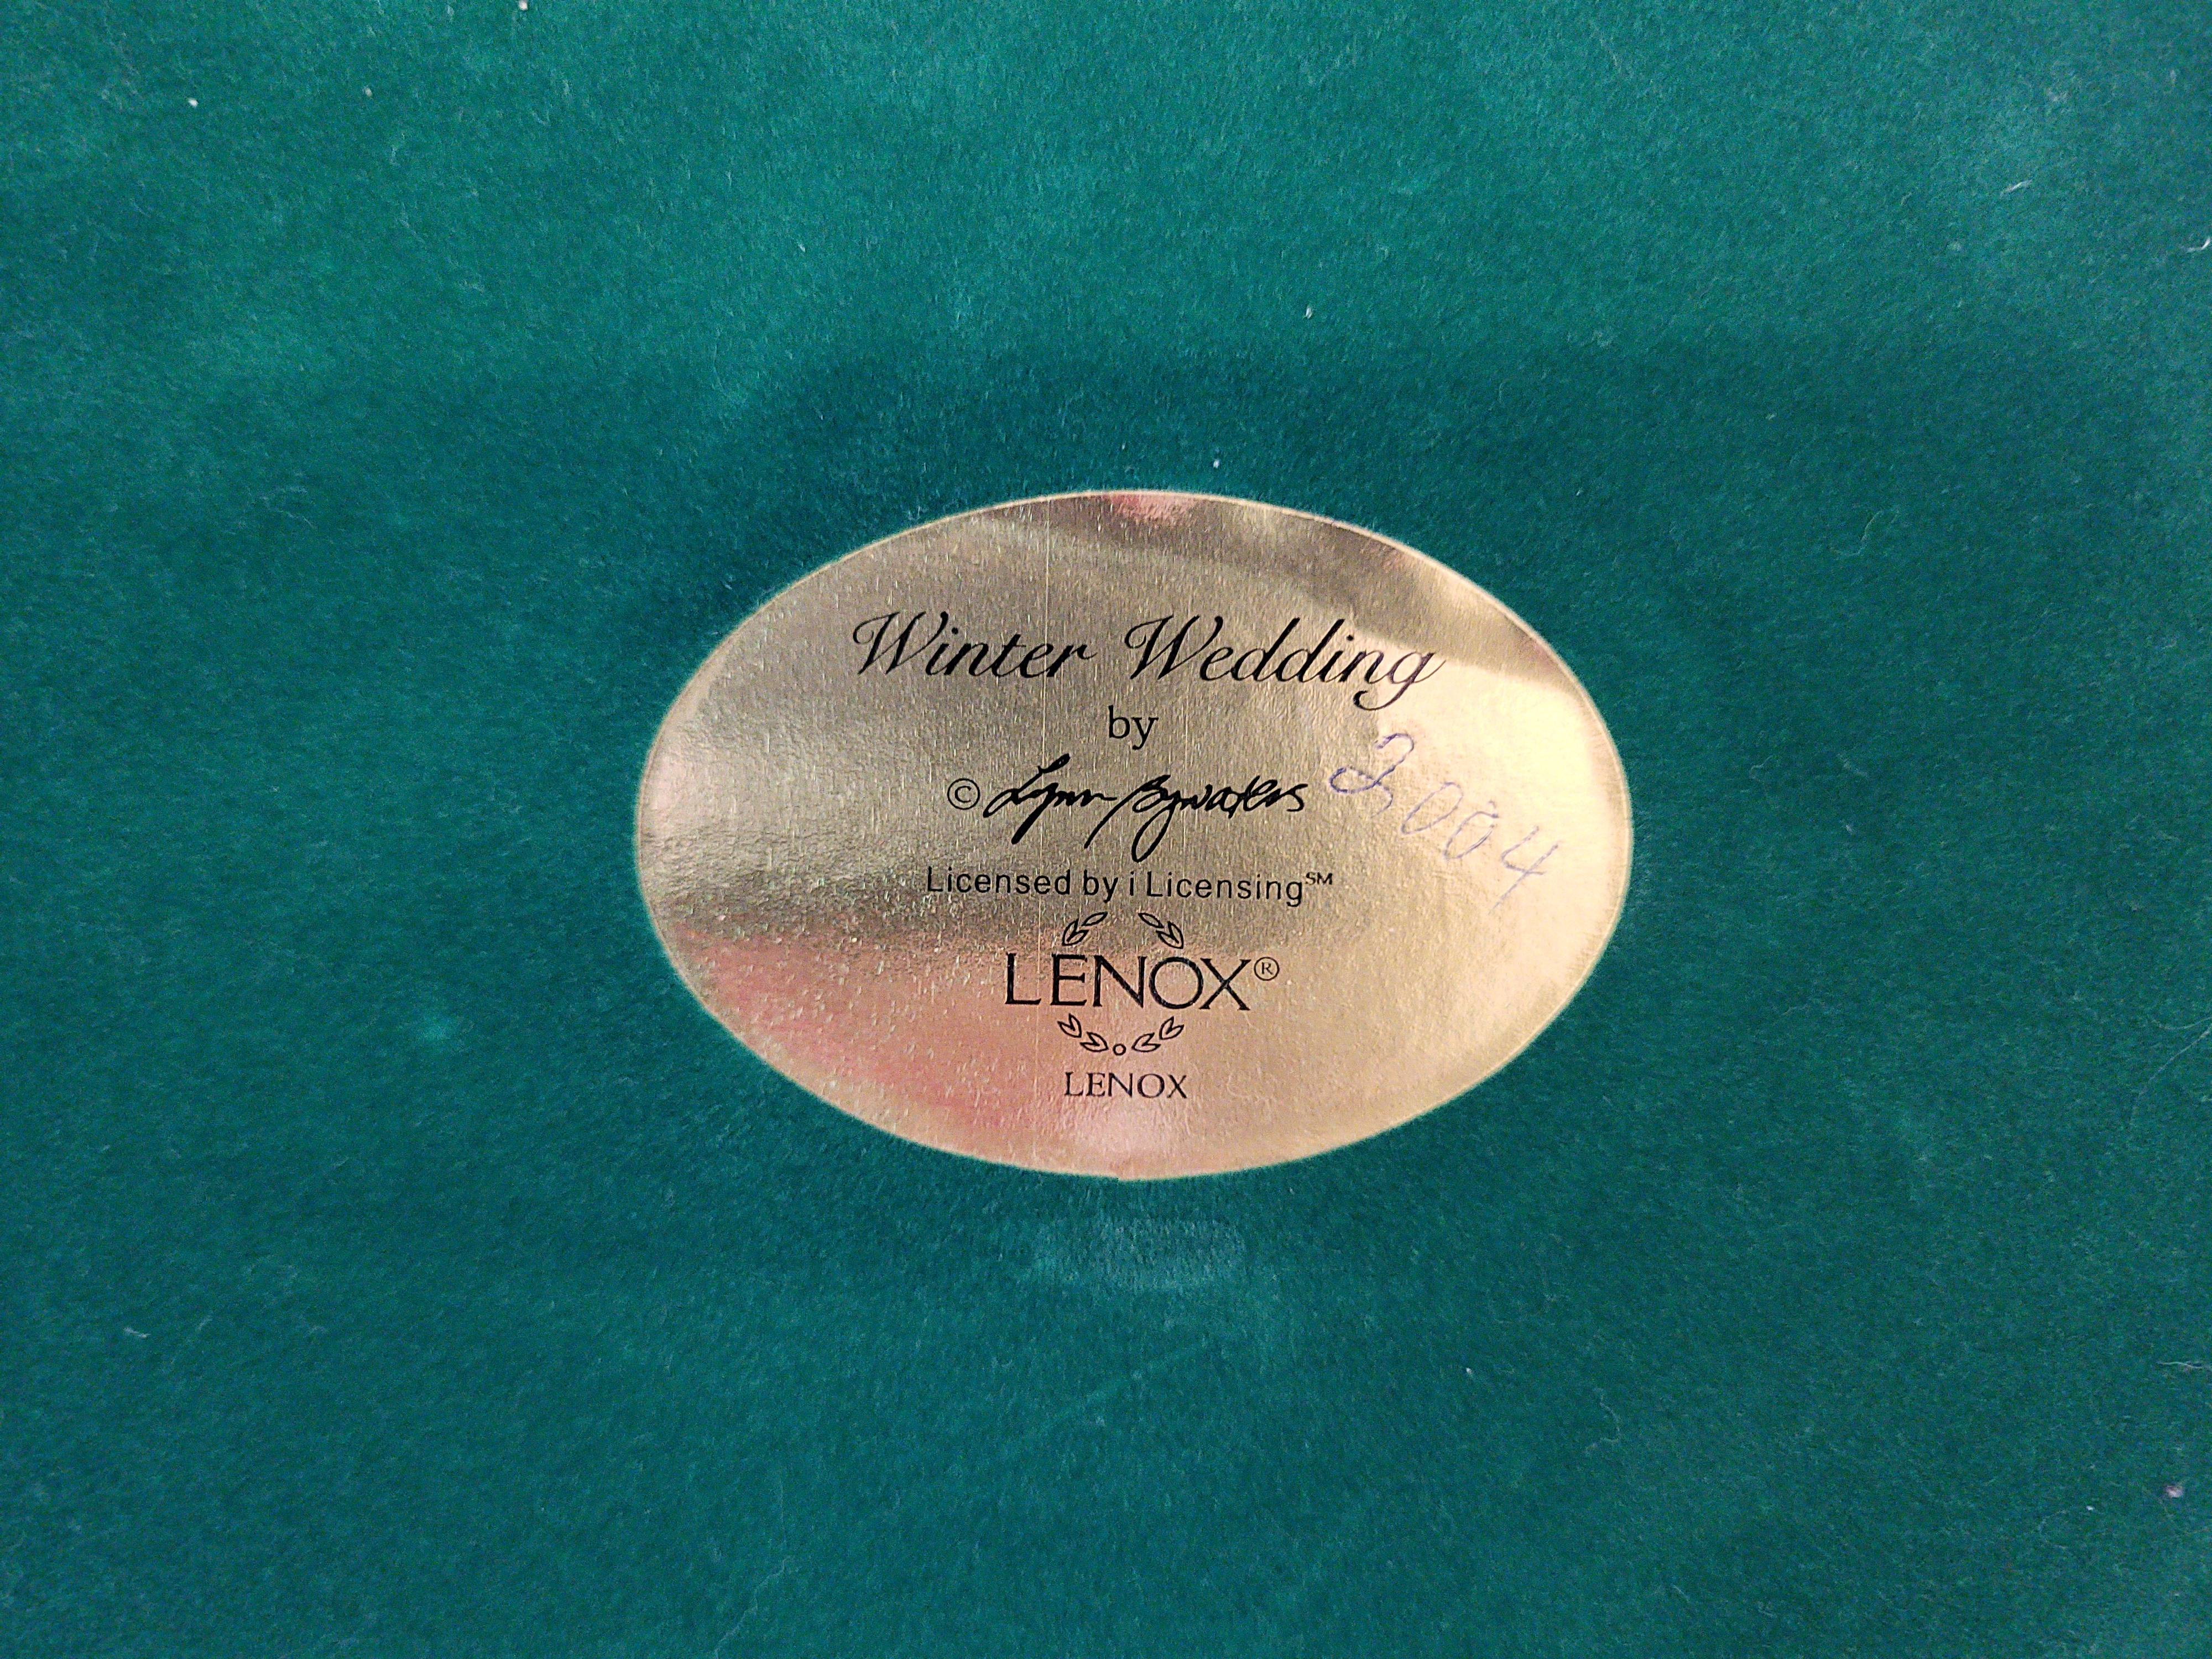 Winter Wedding
by
© Lynn Bywaters
2004
Licensed by i Licensing℠
LENOX®
LENOX